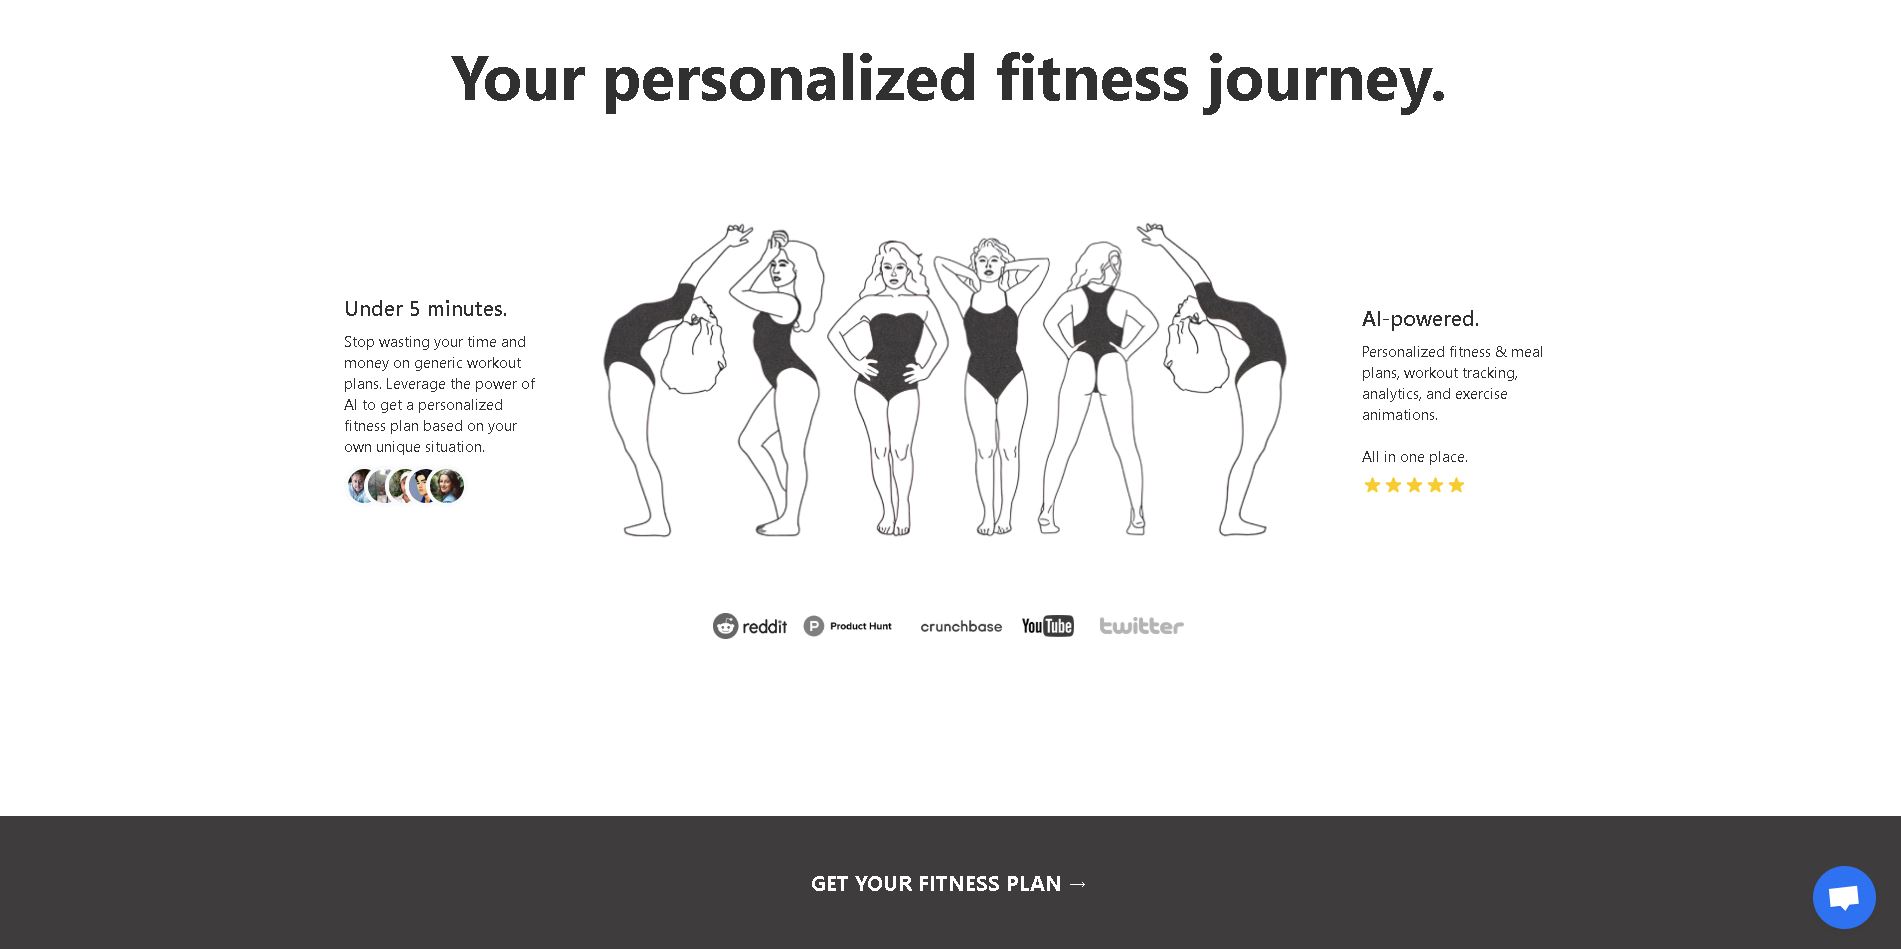 Your personalized fitness journey.
Under 5 minutes.
Stop wasting your time and
money on generic workout
plans. Leverage the power of
AI to get a personalized
fitness plan based on your
own unique situation.
AI-powered.
Personalized fitness & meal
plans, workout tracking,
analytics, and exercise
animations.
All in one place.
reddit
P Product Hunt
crunchbase
YouTube
twitter
GET YOUR FITNESS PLAN →